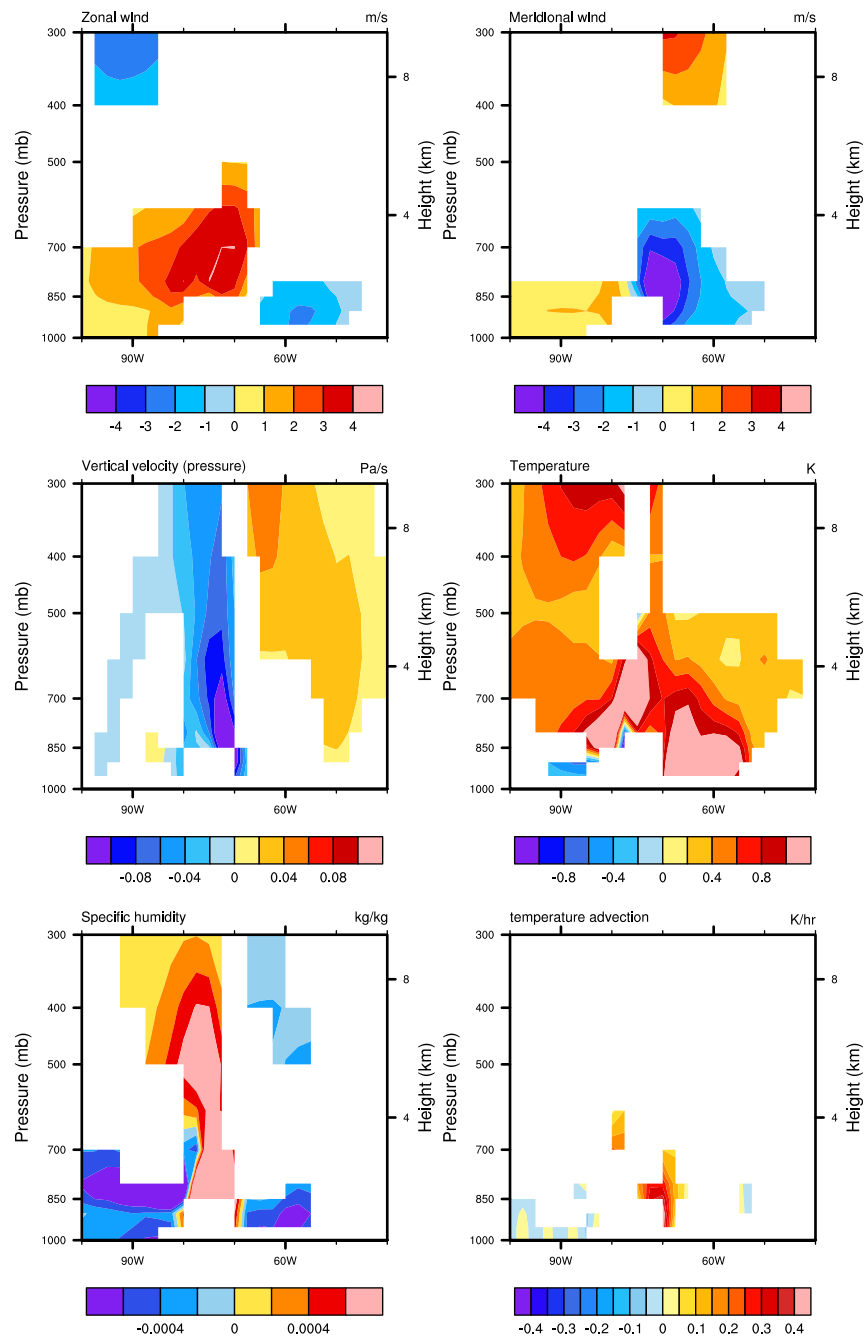 Zonal wind m/s
300
400
500
700
850
1000
Pressure (mb)
8
4
Height (km)
90W 60W
-4 -3 -2 -1 0 1 2 3 4
Meridional wind m/s
300
400
500
700
850
1000
Pressure (mb)
8
4
Height (km)
90W 60W
-4 -3 -2 -1 0 1 2 3 4
Vertical velocity (pressure) Pa/s
300
400
500
700
850
1000
Pressure (mb)
8
4
Height (km)
90W 60W
-0.08 -0.04 0 0.04 0.08
Temperature K
300
400
500
700
850
1000
Pressure (mb)
8
4
Height (km)
90W 60W
-0.8 -0.4 0 0.4 0.8
Specific humidity kg/kg
300
400
500
700
850
1000
Pressure (mb)
8
4
Height (km)
90W 60W
-0.0004 0 0.0004
temperature advection K/hr
300
400
500
700
850
1000
Pressure (mb)
8
4
Height (km)
90W 60W
-0.4 -0.3 -0.2 -0.1 0 0.1 0.2 0.3 0.4